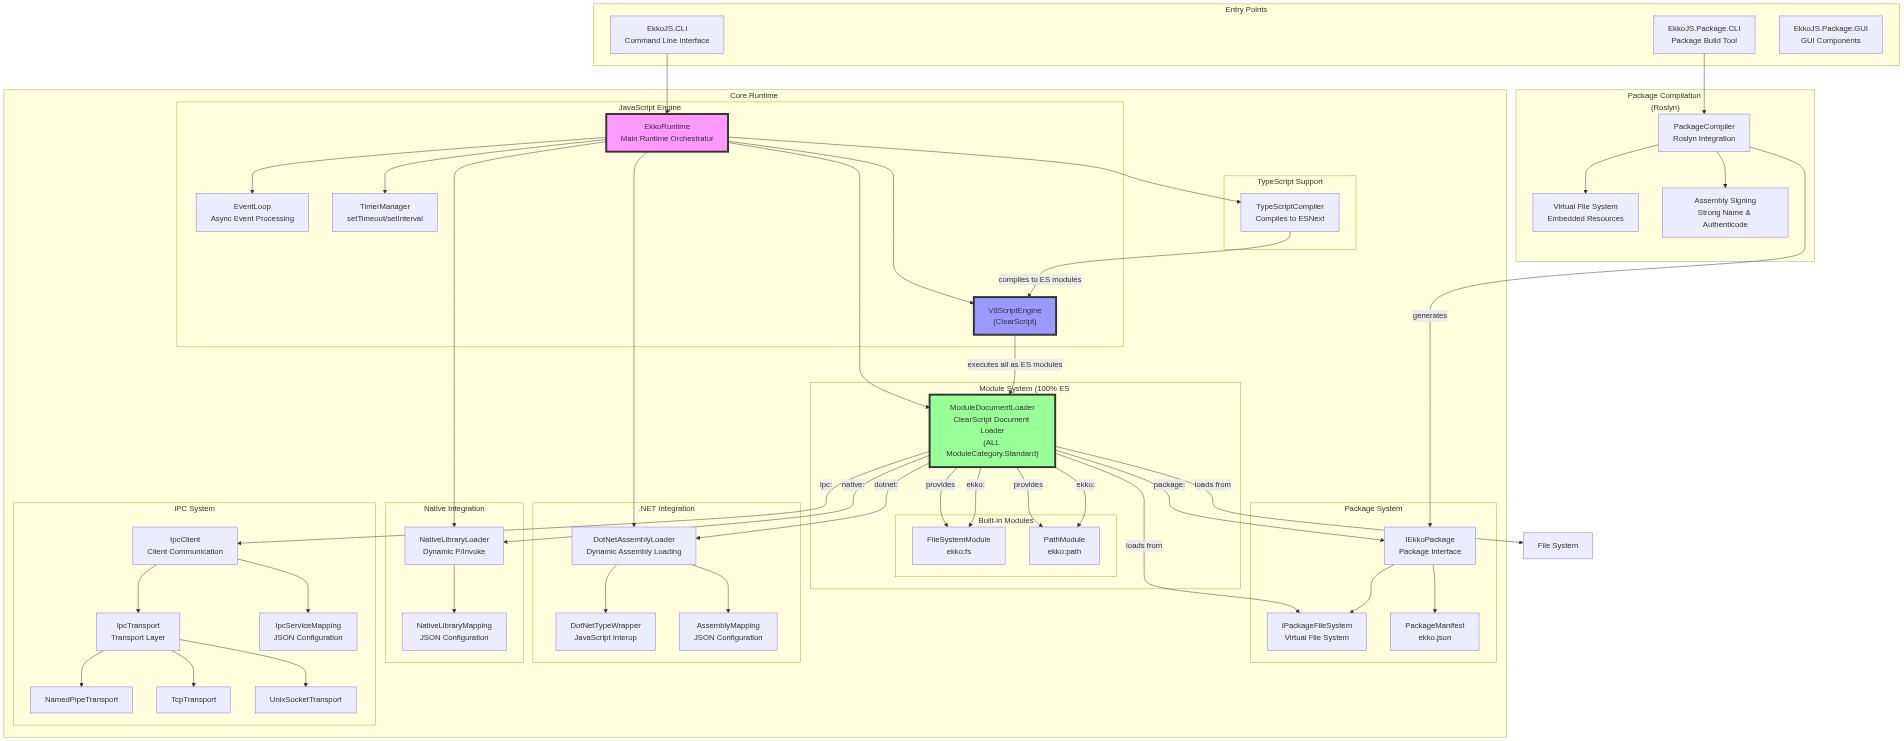 Entry Points
EkkoJS.CLI
Command Line Interface
EkkoJS.Package.CLI
Package Build Tool
EkkoJS.Package.GUI
GUI Components
Core Runtime
JavaScript Engine
EkkoRuntime
Main Runtime Orchestrator
EventLoop
Async Event Processing
TimerManager
setTimeout/setInterval
TypeScript Support
TypeScriptCompiler
Compiles to ESNext
compiles to ES modules
V8ScriptEngine
(ClearScript)
executes all as ES modules
Package Compilation
(Roslyn)
PackageCompiler
Roslyn Integration
Virtual File System
Embedded Resources
Assembly Signing
Strong Name &
Authenticode
generates
Module System (100% ES
ModuleDocumentLoader
ClearScript Document
Loader
(ALL
ModuleCategory.Standard)
ipc:
native:
dotnet:
provides
ekko:
provides
ekko:
package:
loads from
loads from
Built-in Modules
FileSystemModule
ekko:fs
PathModule
ekko:path
IPC System
IpcClient
Client Communication
IpcTransport
Transport Layer
IpcServiceMapping
JSON Configuration
NamedPipeTransport
TcpTransport
UnixSocketTransport
Native Integration
NativeLibraryLoader
Dynamic P/Invoke
NativeLibraryMapping
JSON Configuration
.NET Integration
DotNetAssemblyLoader
Dynamic Assembly Loading
DotNetTypeWrapper
JavaScript Interop
AssemblyMapping
JSON Configuration
Package System
IEkkoPackage
Package Interface
IPackageFileSystem
Virtual File System
PackageManifest
ekko.json
File System